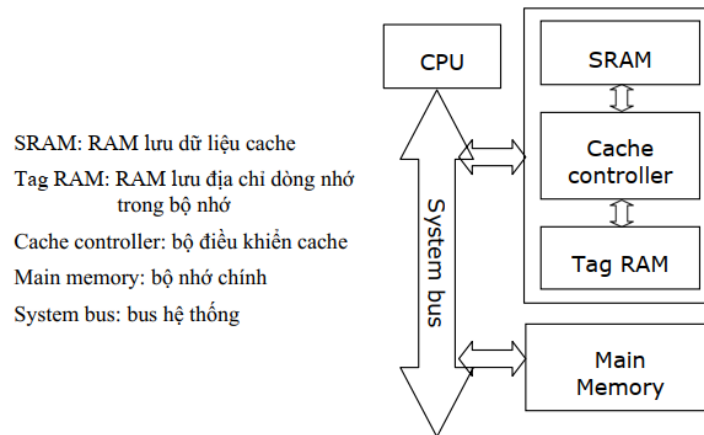 SRAM: RAM lưu dữ liệu cache
Tag RAM: RAM lưu địa chỉ dòng nhớ
trong bộ nhớ
Cache controller: bộ điều khiển cache
Main memory: bộ nhớ chính
System bus: bus hệ thống
CPU
System bus
SRAM
Cache
controller
Tag RAM
Main
Memory